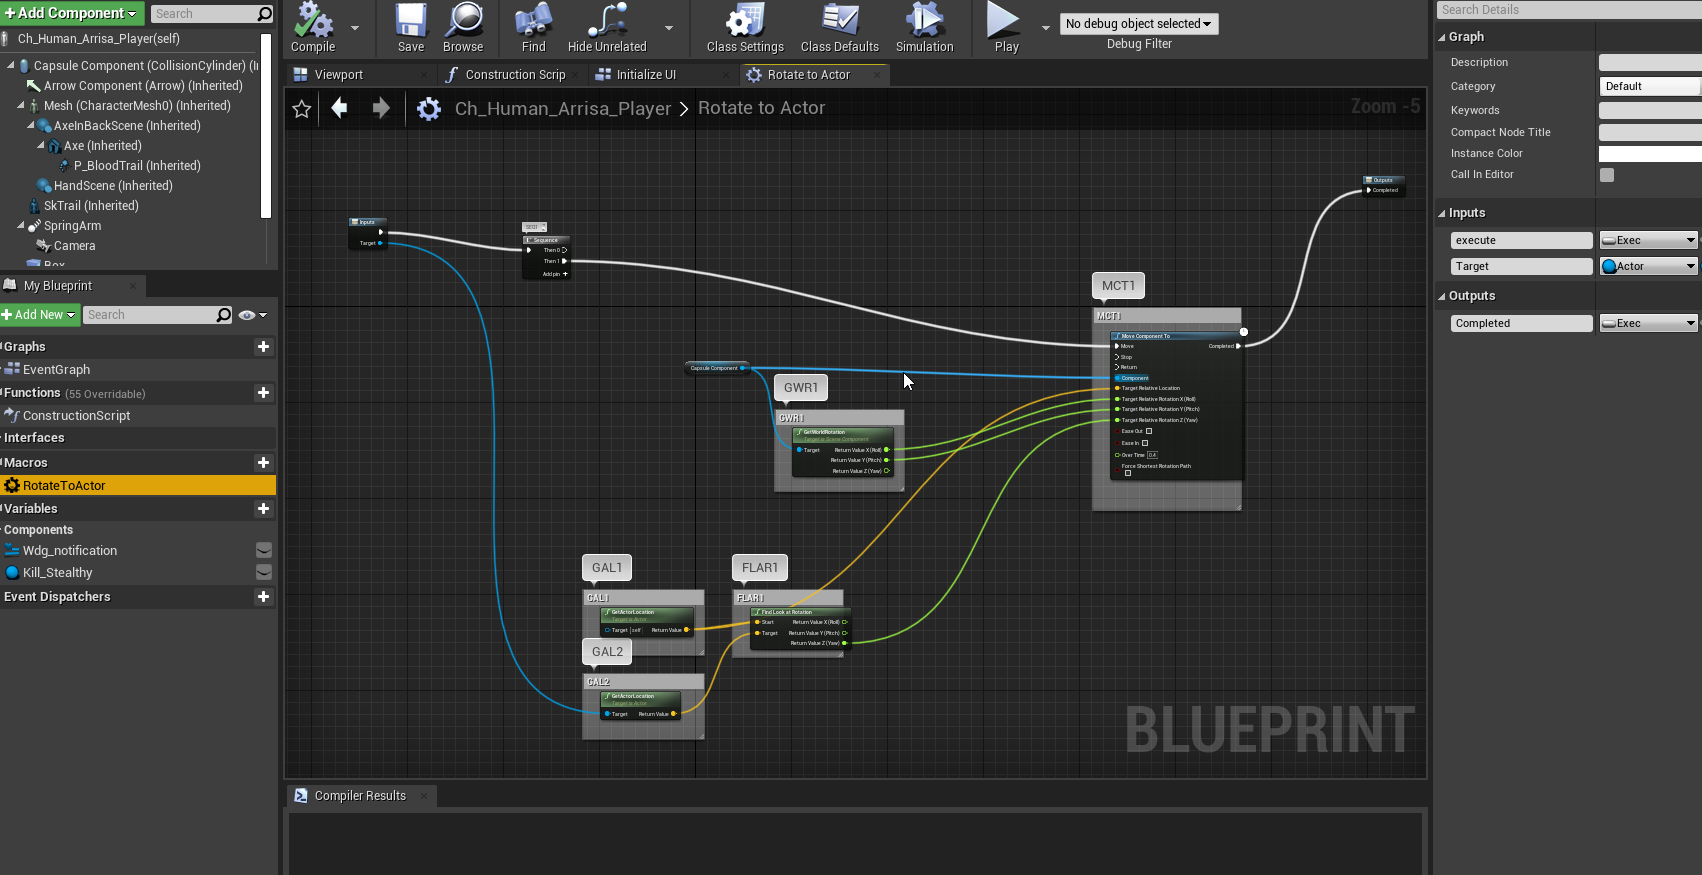 + Add Component
Search
Ch_Human_Arrisa_Player(self)
Capsule Component (CollisionCylinder) (I
Arrow Component (Arrow) (Inherited)
Mesh (CharacterMesh0) (Inherited)
AxeInBackScene (Inherited)
Axe (Inherited)
P_BloodTrail (Inherited)
HandScene (Inherited)
SkTrail (Inherited)
SpringArm
Camera
Box
My Blueprint
+ Add New
Search
Graphs
EventGraph
Functions (55 Overridable)
ConstructionScript
Interfaces
Macros
RotateToActor
Variables
Components
Wdg_notification
Kill_Stealthy
Event Dispatchers
Compile
Save
Browse
Find
Hide Unrelated
Class Settings
Class Defaults
Simulation
Play
No debug object selected
Debug Filter
Viewport
Construction Scrip
Initialize UI
Rotate to Actor
Ch_Human_Arrisa_Player > Rotate to Actor
Zoom -5
Inputs
Target
SEQ1
Sequence
Then 0
Then 1
Add pin +
Outputs
Completed
MCT1
MCT1
Move Component To
Move
Completed
Stop
Return
Component
Target Relative Location
Target Relative Rotation X (Roll)
Target Relative Rotation Y (Pitch)
Target Relative Rotation Z (Yaw)
Ease Out
Ease In
Over Time 0.4
Force Shortest Rotation Path
Capsule Component
GWR1
GWR1
GetWorldRotation
Target is Scene Component
Target
Return Value X (Roll)
Return Value Y (Pitch)
Return Value Z (Yaw)
GAL1
GAL1
GetActorLocation
Target is Actor
Target self
Return Value
GAL2
GAL2
GetActorLocation
Target is Actor
Target
Return Value
FLAR1
FLAR1
Find Look at Rotation
Start
Return Value X (Roll)
Target
Return Value Y (Pitch)
Return Value Z (Yaw)
BLUEPRINT
Compiler Results
Search Details
Graph
Description
Category
Default
Keywords
Compact Node Title
Instance Color
Call In Editor
Inputs
execute
Exec
Target
Actor
Outputs
Completed
Exec